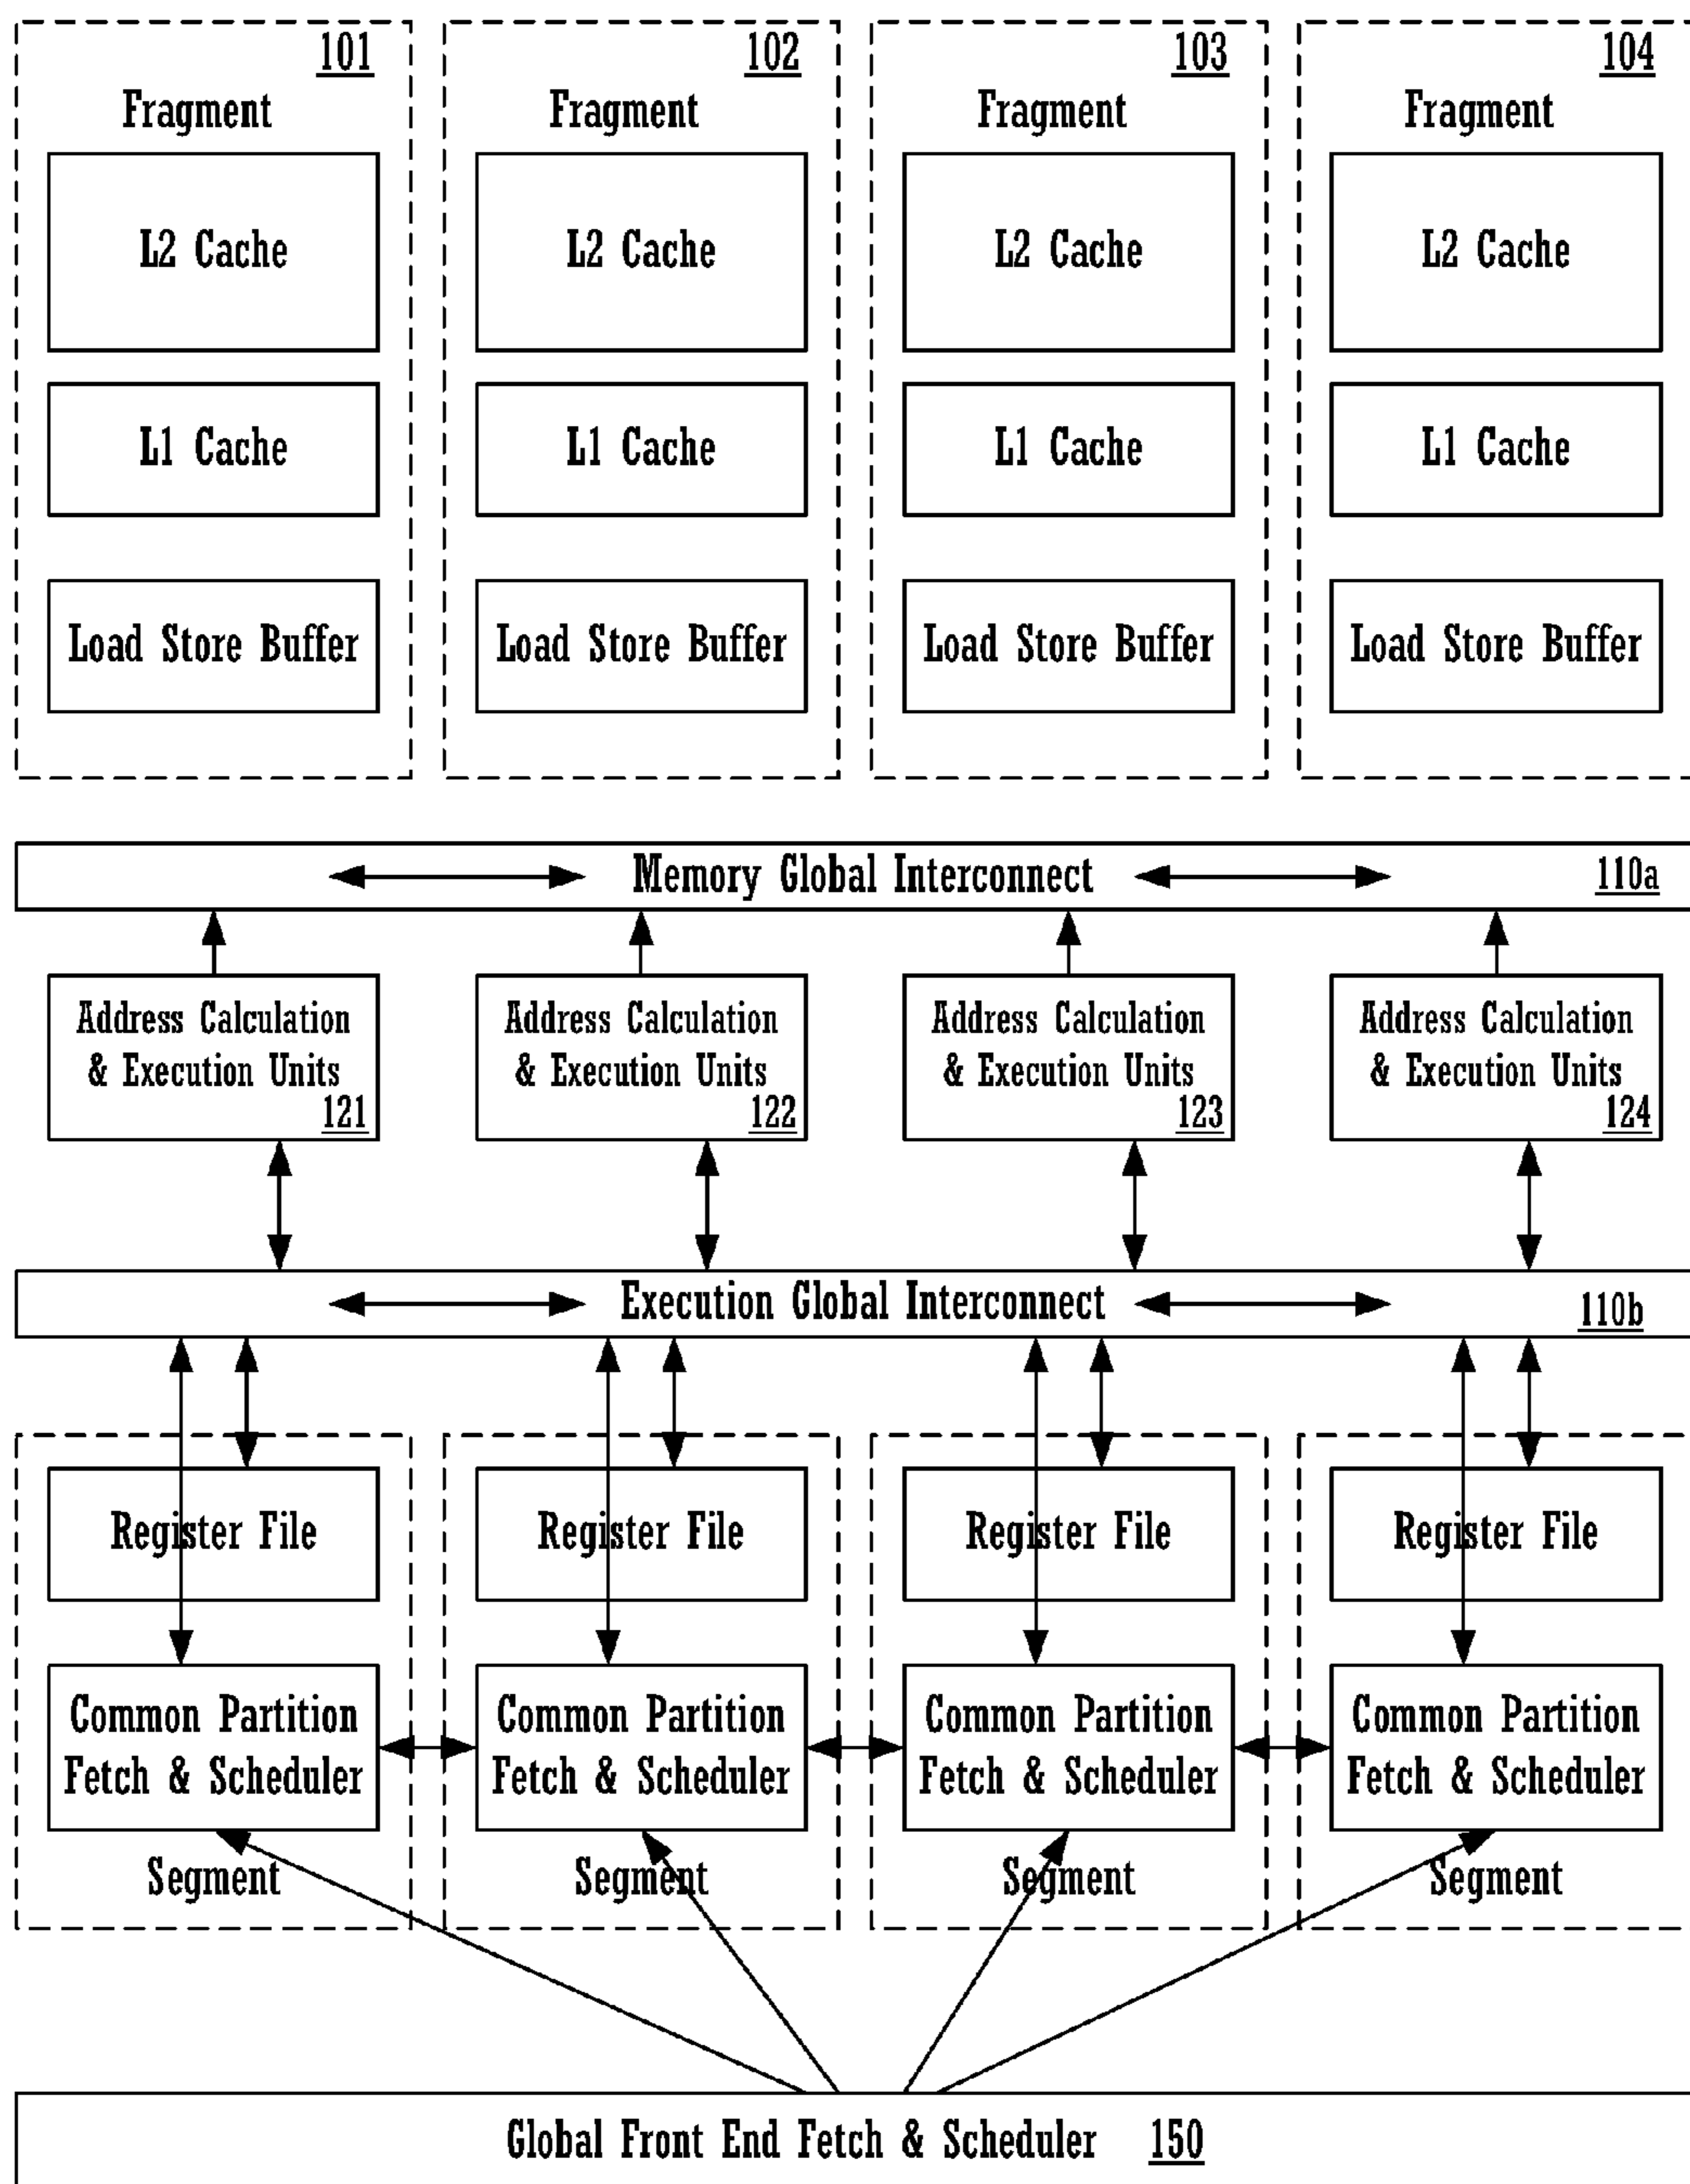 101 102 103 104
Fragment Fragment Fragment Fragment
L2 Cache L2 Cache L2 Cache L2 Cache
L1 Cache L1 Cache L1 Cache L1 Cache
Load Store Buffer Load Store Buffer Load Store Buffer Load Store Buffer
Memory Global Interconnect 110a
Address Calculation Address Calculation Address Calculation Address Calculation
& Execution Units & Execution Units & Execution Units & Execution Units
121 122 123 124
Execution Global Interconnect 110b
Register File Register File Register File Register File
Common Partition Common Partition Common Partition Common Partition
Fetch & Scheduler Fetch & Scheduler Fetch & Scheduler Fetch & Scheduler
Segment Segment Segment Segment
Global Front End Fetch & Scheduler 150